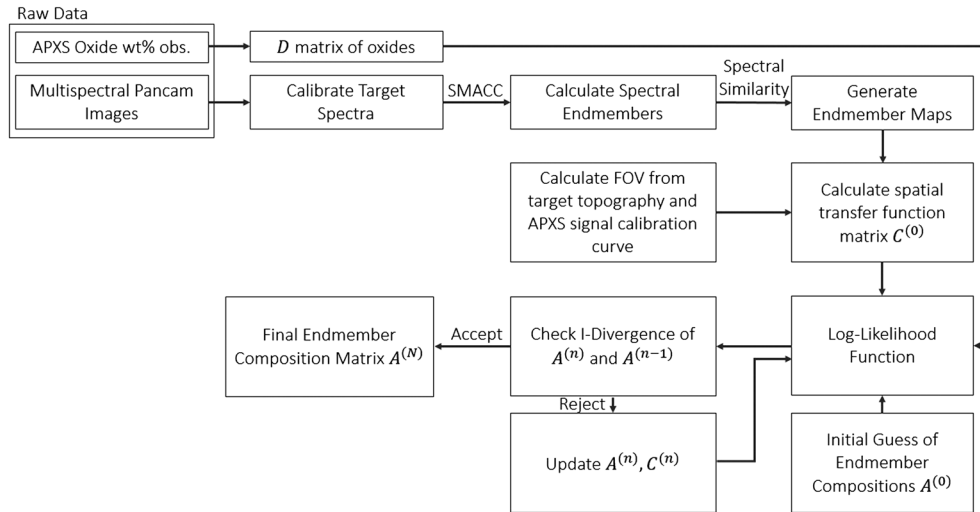 Raw Data
APXS Oxide wt% obs.
D matrix of oxides
Multispectral Pancam
Images
Calibrate Target
Spectra
SMACC
Calculate Spectral
Endmembers
Spectral
Similarity
Generate
Endmember Maps
Calculate FOV from
target topography and
APXS signal calibration
curve
Calculate spatial
transfer function
matrix C⁽⁰⁾
Final Endmember
Composition Matrix A⁽ᴺ⁾
Accept
Check I-Divergence of
A⁽ⁿ⁾ and A⁽ⁿ⁻¹⁾
Log-Likelihood
Function
Reject
Update A⁽ⁿ⁾, C⁽ⁿ⁾
Initial Guess of
Endmember
Compositions A⁽⁰⁾